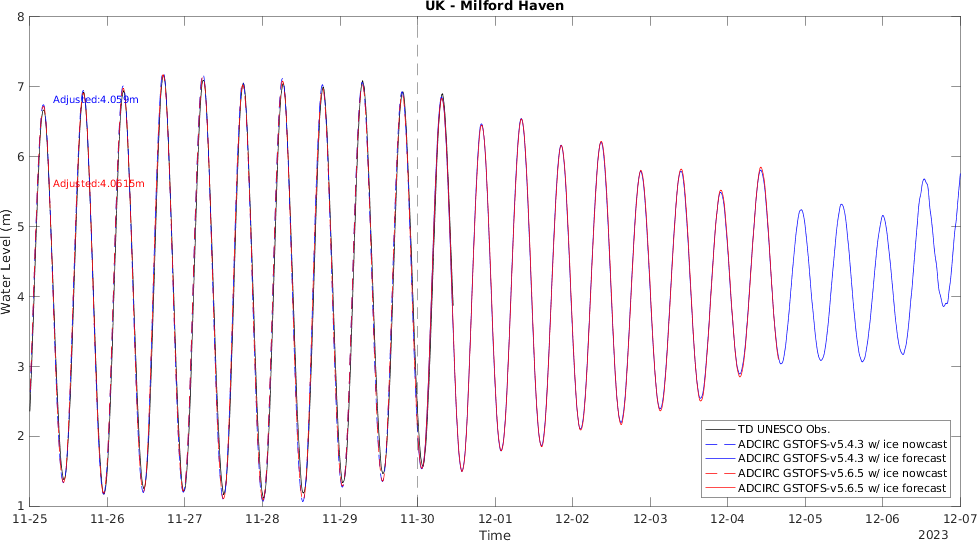 UK - Milford Haven
8
7
6
5
4
3
2
1
Water Level (m)
Adjusted:4.059m
Adjusted:4.0615m
TD UNESCO Obs.
ADCIRC GSTOFS-v5.4.3 w/ ice nowcast
ADCIRC GSTOFS-v5.4.3 w/ ice forecast
ADCIRC GSTOFS-v5.6.5 w/ ice nowcast
ADCIRC GSTOFS-v5.6.5 w/ ice forecast
11-25 11-26 11-27 11-28 11-29 11-30 12-01 12-02 12-03 12-04 12-05 12-06 12-07
Time
2023